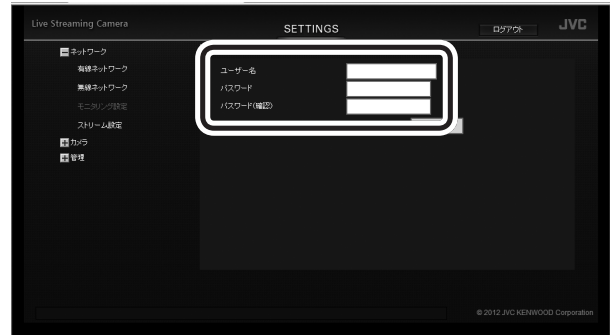 Live Streaming Camera
SETTINGS
ログアウト
JVC
ネットワーク
有線ネットワーク
無線ネットワーク
モニタリング設定
ストリーム設定
カメラ
管理
ユーザー名
パスワード
パスワード(確認)
© 2012 JVC KENWOOD Corporation